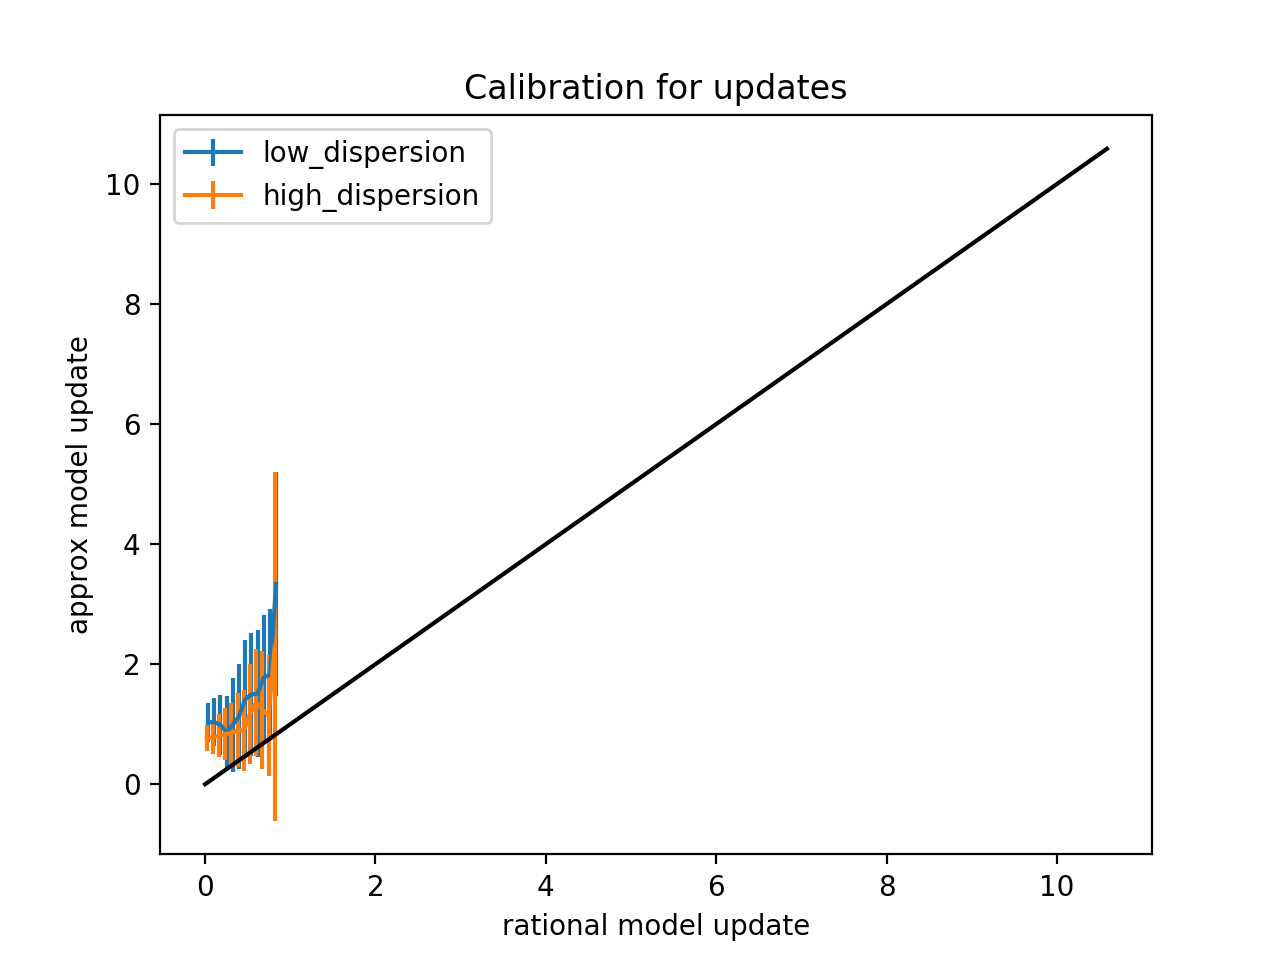 Calibration for updates
low_dispersion
high_dispersion
10
8
6
4
2
0
approx model update
0 2 4 6 8 10
rational model update